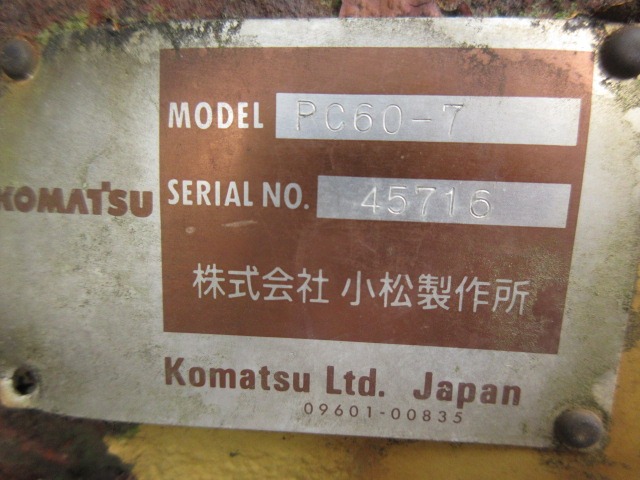 MODEL PC60-7
KOMATSU
SERIAL NO. 45716
株式会社 小松製作所
Komatsu Ltd. Japan
09601-00835